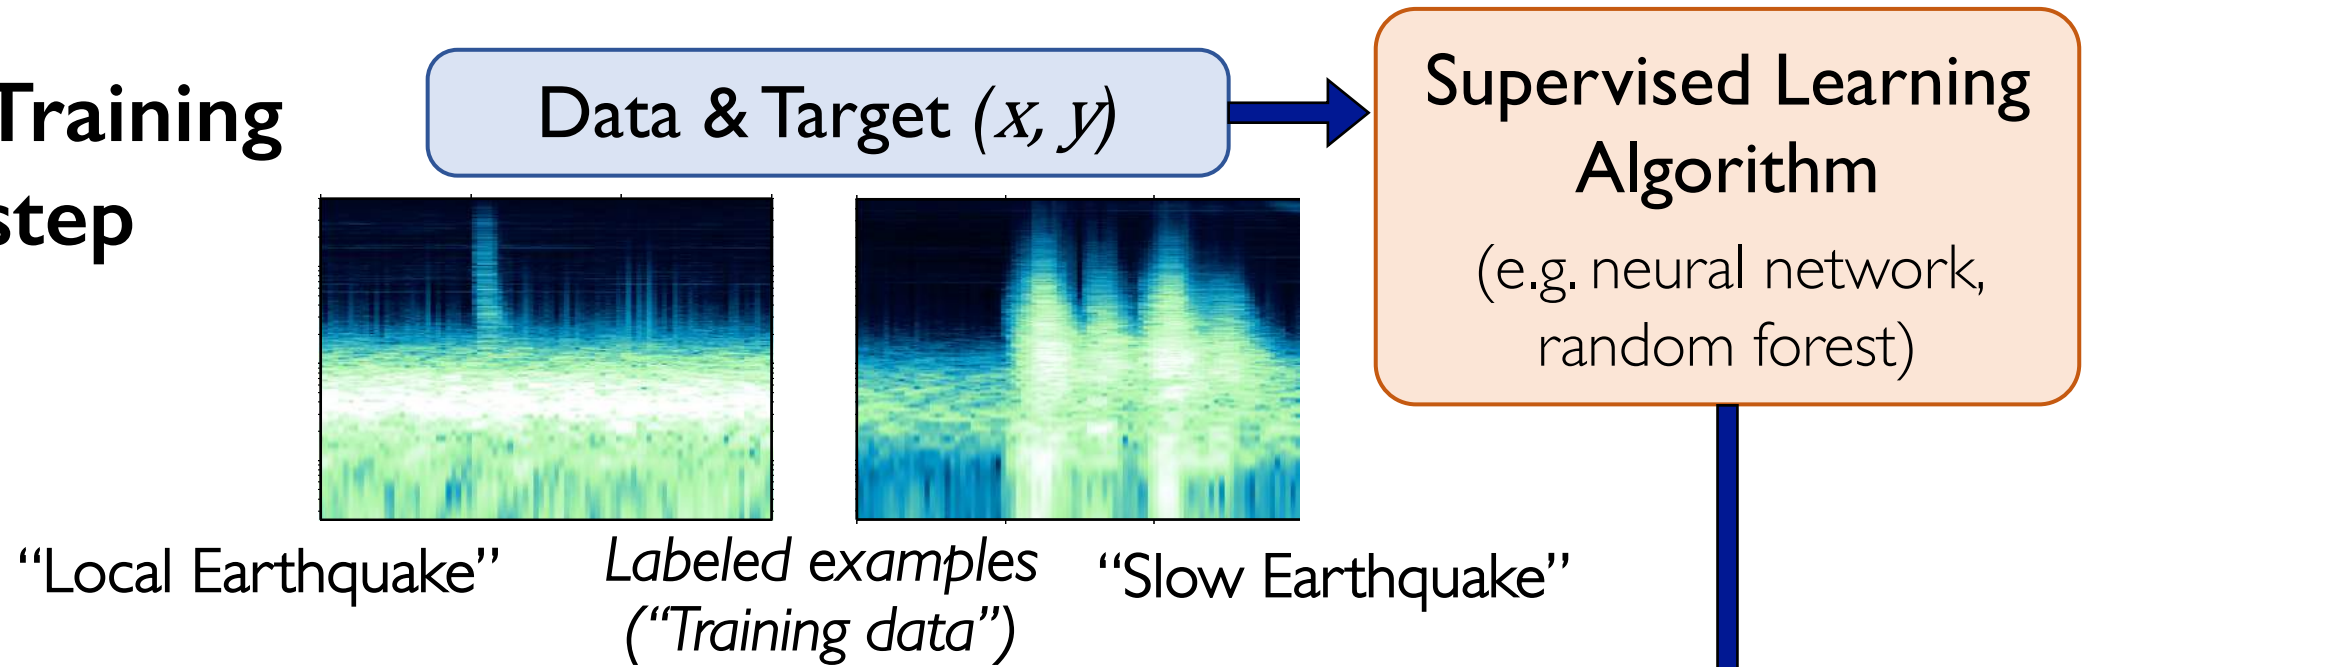 Training
step
Data & Target (x, y)
Supervised Learning
Algorithm
(e.g. neural network,
random forest)
“Local Earthquake”
Labeled examples
(“Training data”)
“Slow Earthquake”